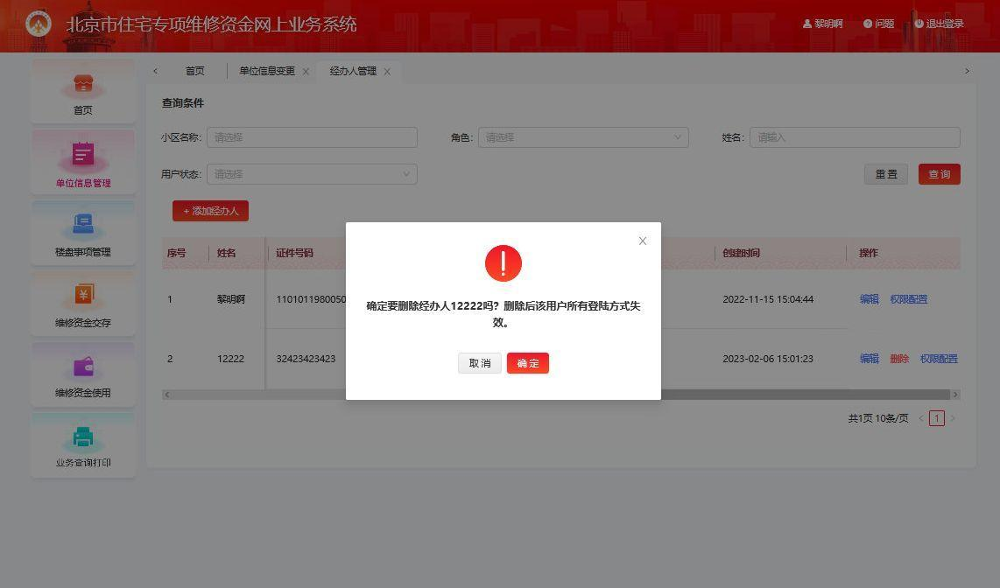 北京市住宅专项维修资金网上业务系统
黎明啊
问题
退出登录
首页
单位信息变更
经办人管理
首页
单位信息管理
楼盘事项管理
维修资金交存
维修资金使用
业务查询打印
查询条件
小区名称:
请选择
角色:
请选择
姓名:
请输入
用户状态:
请选择
重 置
查 询
+ 添加经办人
序号
姓名
证件号码
创建时间
操作
1
黎明啊
1101011980050
2022-11-15 15:04:44
编辑
权限配置
2
12222
32423423423
2023-02-06 15:01:23
编辑
删除
权限配置
共1页 10条/页
1
确定要删除经办人12222吗？删除后该用户所有登陆方式失
效。
取 消
确 定